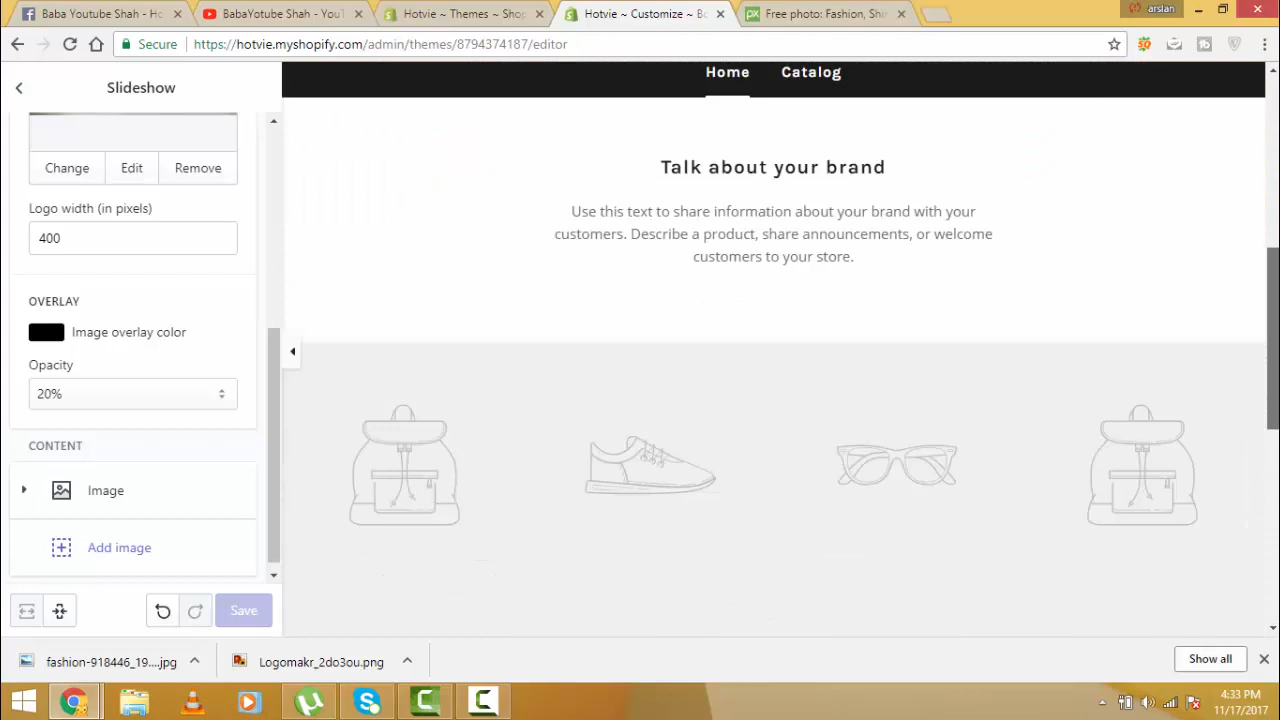 Baba Youtube Shah - Ho
BabaYotube Shah - YouT
Hotvie ~ Themes ~ Shop
Hotvie ~ Customize ~ Bo
Free photo: Fashion, Shi
arslan
Secure
https://hotvie.myshopify.com/admin/themes/8794374187/editor
Slideshow
Home
Catalog
Change
Edit
Remove
Logo width (in pixels)
400
OVERLAY
Image overlay color
Opacity
20%
CONTENT
Image
Add image
Save
Talk about your brand
Use this text to share information about your brand with your
customers. Describe a product, share announcements, or welcome
customers to your store.
fashion-918446_19....jpg
Logomakr_2do3ou.png
Show all
4:33 PM
11/17/2017